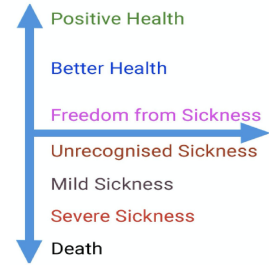 Positive Health
Better Health
Freedom from Sickness
Unrecognised Sickness
Mild Sickness
Severe Sickness
Death